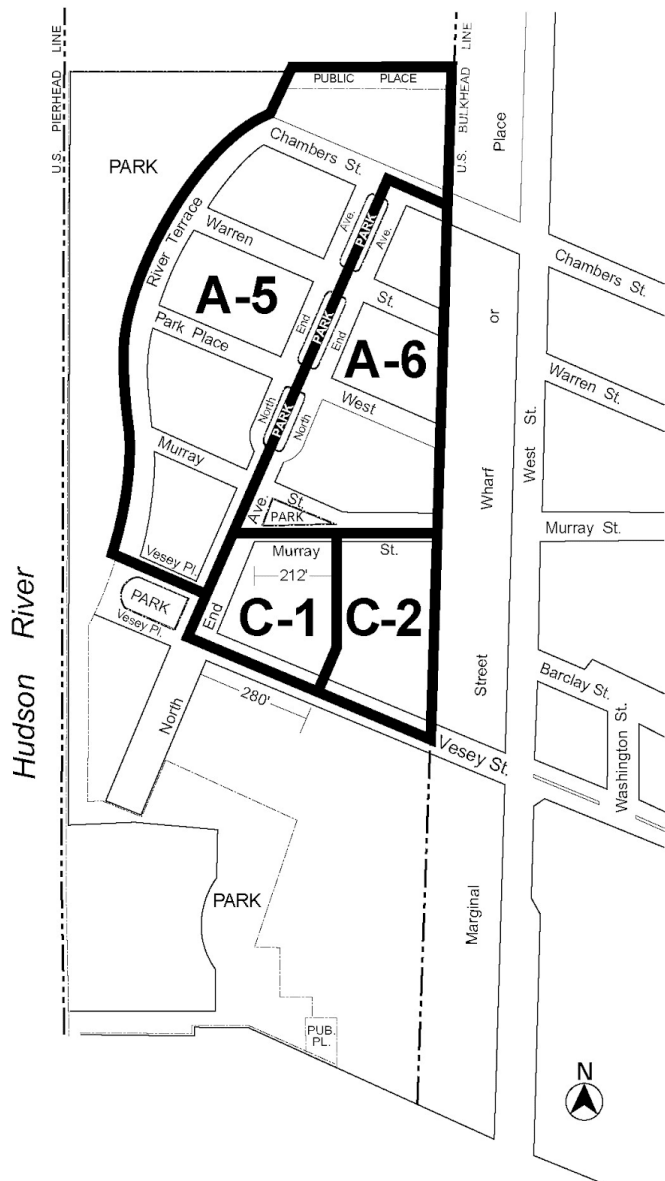 U.S. PIERHEAD LINE
U.S. BULKHEAD LINE
PUBLIC PLACE
PARK
Chambers St.
Place
River Terrace
Warren
Ave.
PARK
Ave.
Chambers St.
A-5
St.
or
End
PARK
End
Park Place
A-6
Warren St.
North
PARK
North
West
West St.
Murray
Wharf
Ave.
St.
PARK
Murray St.
Vesey Pl.
Murray St.
212'
PARK
Vesey Pl.
End
C-1
C-2
Hudson River
Street
Barclay St.
280'
North
Vesey St.
Washington St.
PARK
Marginal
PUB.
PL.
N